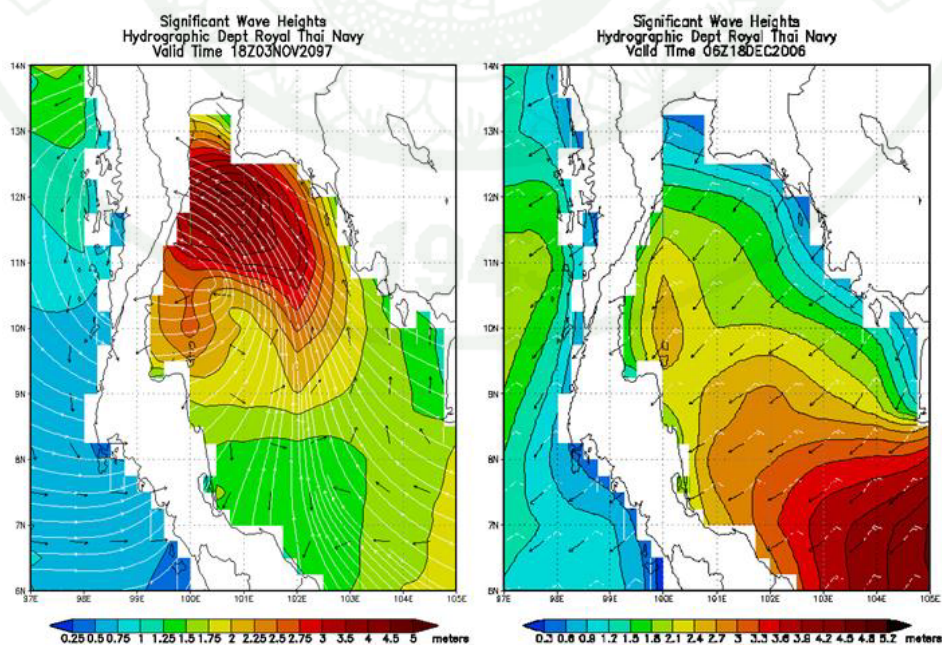 Significant Wave Heights
Hydrographic Dept Royal Thai Navy
Valid Time 18Z03NOV2097
14N
13N
12N
11N
10N
9N
8N
7N
6N
97E 98E 99E 100E 101E 102E 103E 104E 105E
0.25 0.5 0.75 1 1.25 1.5 1.75 2 2.25 2.5 2.75 3 3.5 4 4.5 5 meters
Significant Wave Heights
Hydrographic Dept Royal Thai Navy
Valid Time 06Z18DEC2006
14N
13N
12N
11N
10N
9N
8N
7N
6N
97E 98E 99E 100E 101E 102E 103E 104E 105E
0.3 0.6 0.9 1.2 1.5 1.8 2.1 2.4 2.7 3 3.3 3.6 3.9 4.2 4.5 4.8 5.2 meters